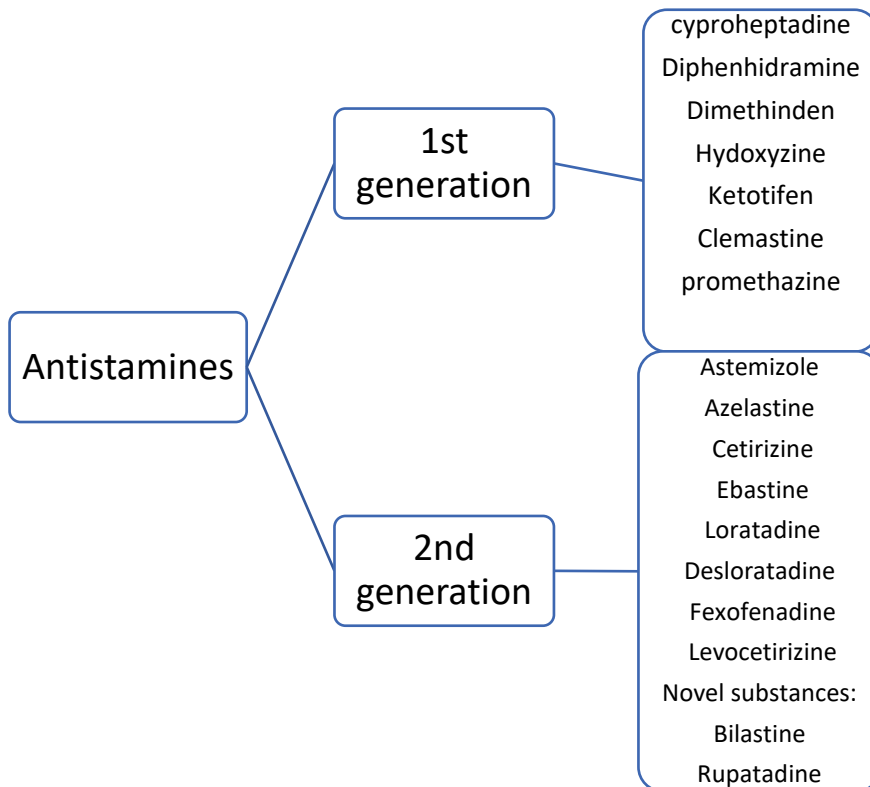 Antistamines
1st
generation
cyproheptadine
Diphenhidramine
Dimethinden
Hydoxyzine
Ketotifen
Clemastine
promethazine
2nd
generation
Astemizole
Azelastine
Cetirizine
Ebastine
Loratadine
Desloratadine
Fexofenadine
Levocetirizine
Novel substances:
Bilastine
Rupatadine